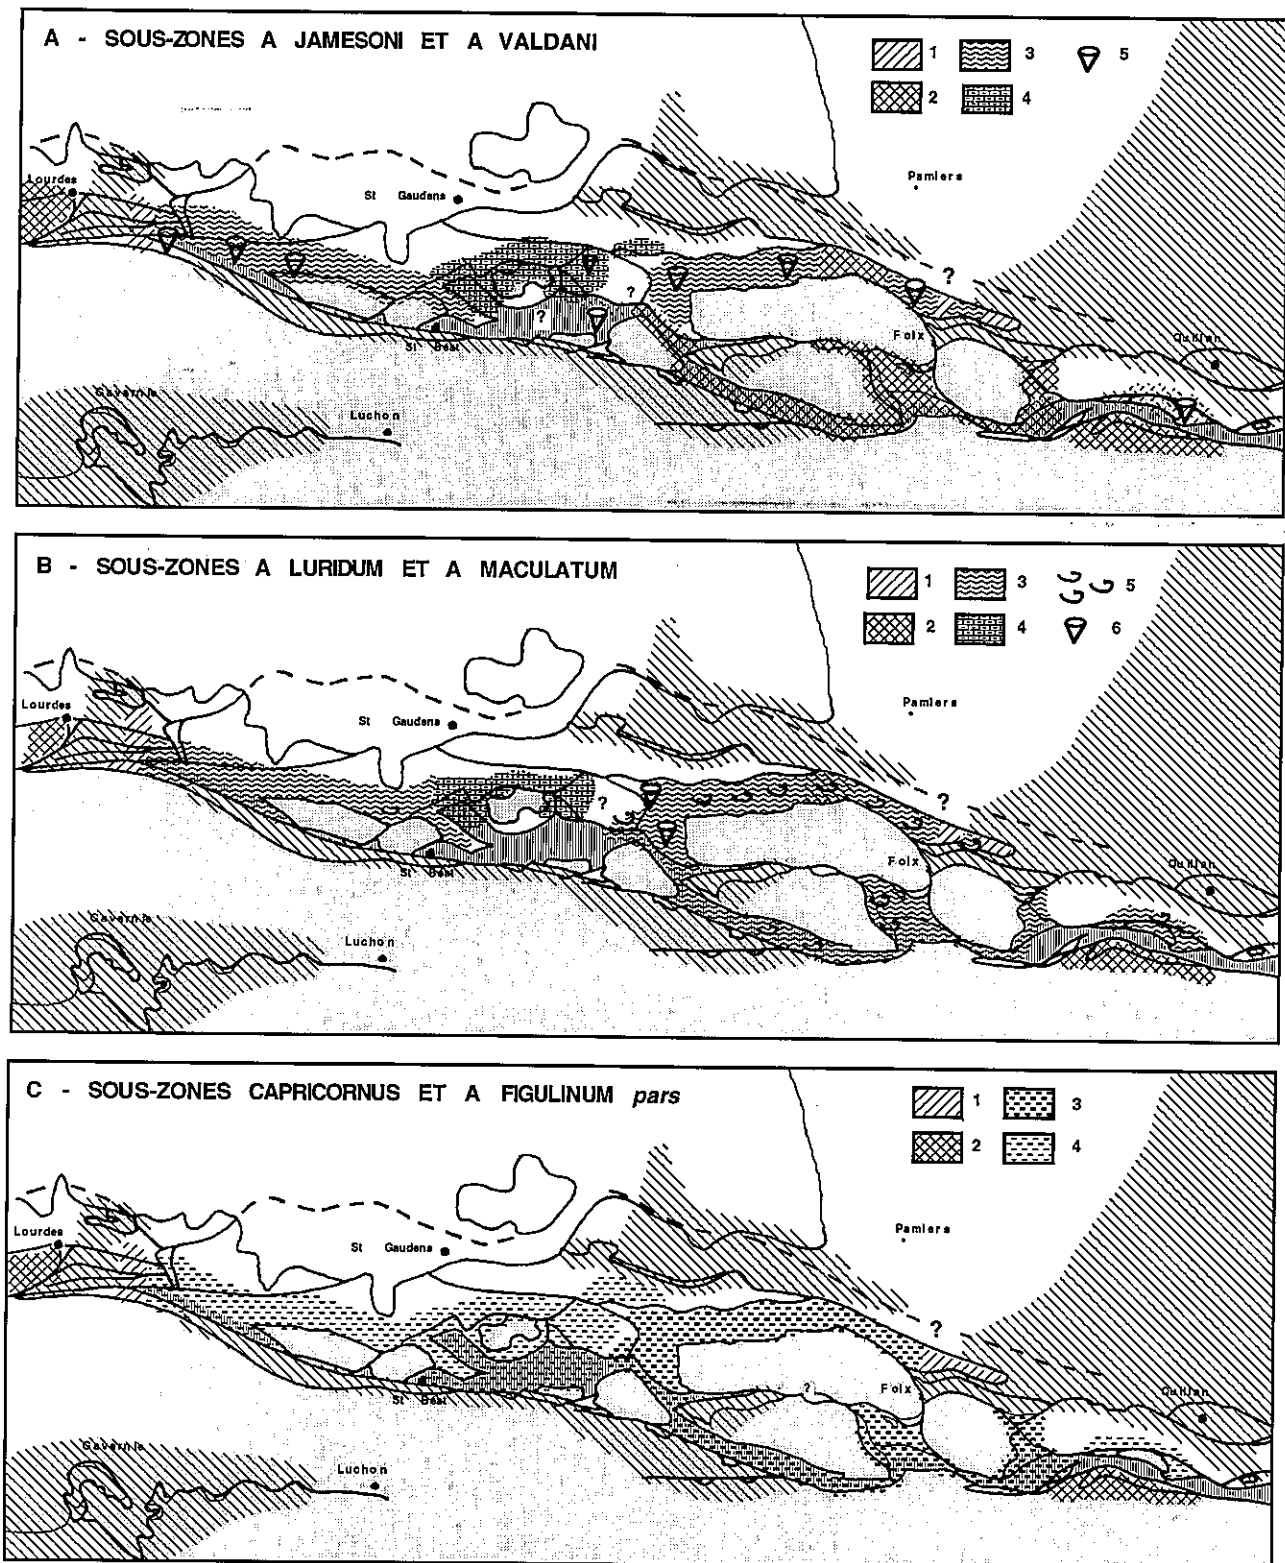 A - SOUS-ZONES A JAMESONI ET A VALDANI
1 3 5
2 4
Lourdes
St Gaudens
Pamiers
?
?
?
Foix
Quillan
St Béat
Gavarnie
Luchon
B - SOUS-ZONES A LURIDUM ET A MACULATUM
1 3 5
2 4 6
Lourdes
St Gaudens
Pamiers
?
?
Foix
Quillan
St Béat
Gavarnie
Luchon
C - SOUS-ZONES CAPRICORNUS ET A FIGULINUM pars
1 3
2 4
Lourdes
St Gaudens
Pamiers
?
?
Foix
Quillan
St Béat
Gavarnie
Luchon